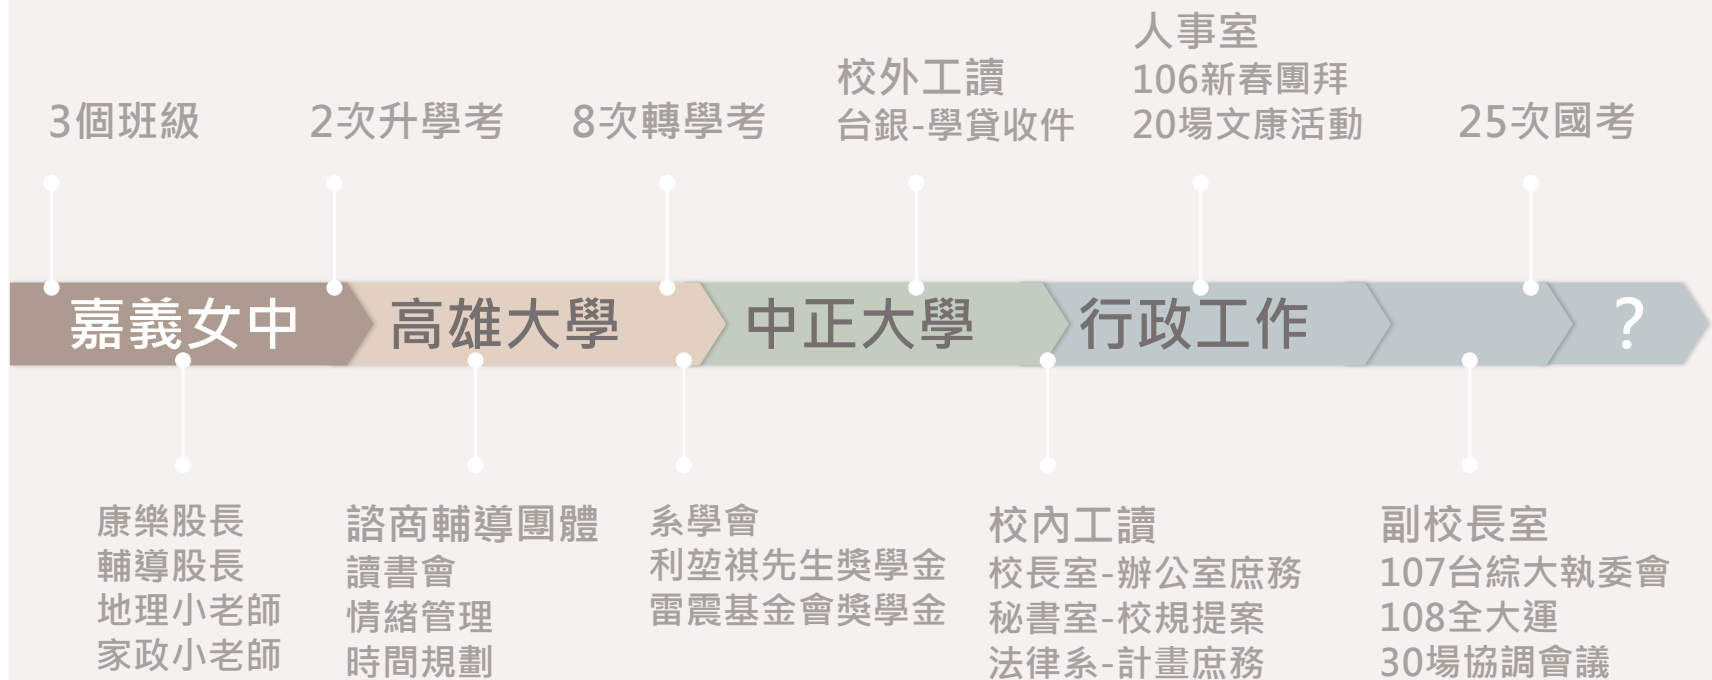 3個班級
2次升學考
8次轉學考
校外工讀
台銀-學貸收件
人事室
106新春團拜
20場文康活動
25次國考
嘉義女中
高雄大學
中正大學
行政工作
?
康樂股長
輔導股長
地理小老師
家政小老師
諮商輔導團體
讀書會
情緒管理
時間規劃
系學會
利堃祺先生獎學金
雷震基金會獎學金
校內工讀
校長室-辦公室庶務
秘書室-校規提案
法律系-計畫庶務
副校長室
107台綜大執委會
108全大運
30場協調會議